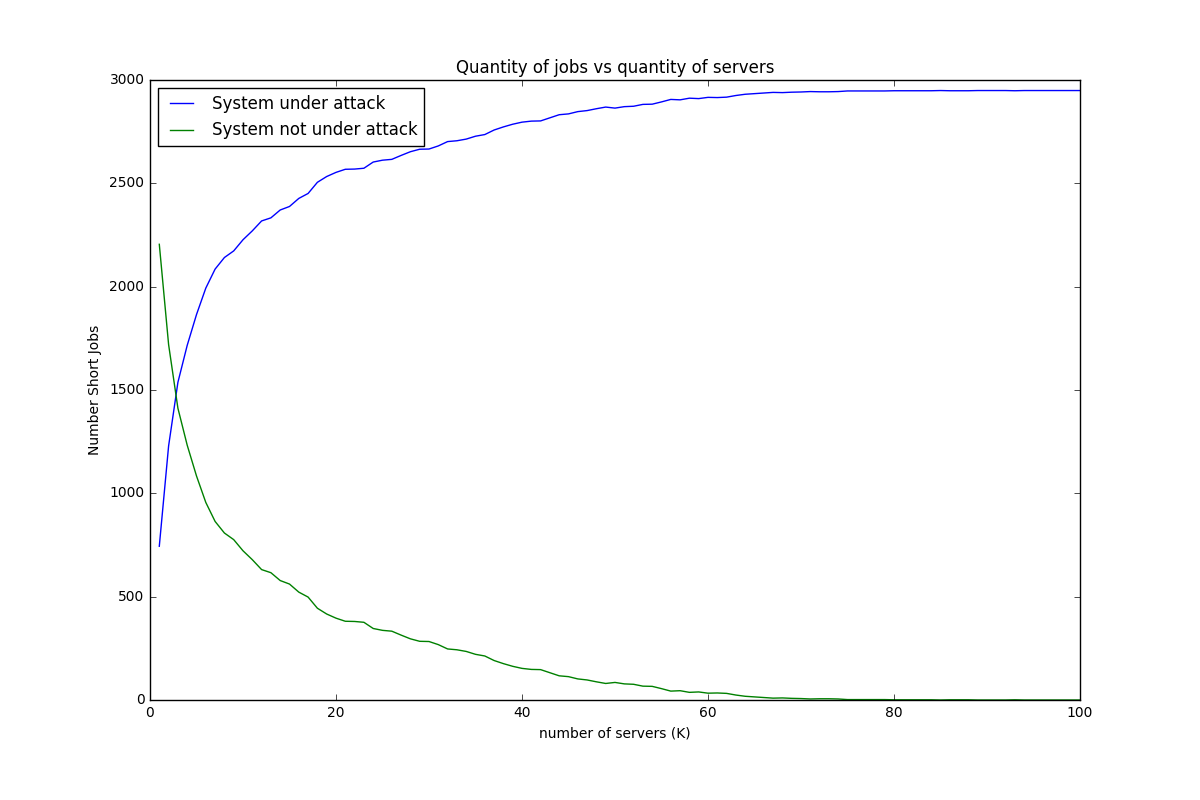 Quantity of jobs vs quantity of servers
System under attack
System not under attack
3000
2500
2000
1500
1000
500
0
Number Short Jobs
0 20 40 60 80 100
number of servers (K)